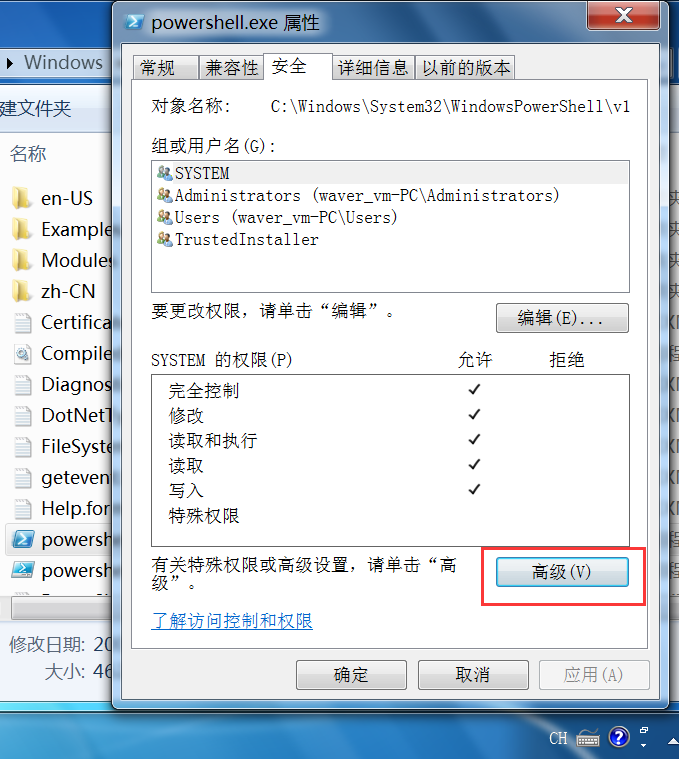 powershell.exe 属性
Windows
常规
兼容性
安全
详细信息
以前的版本
建文件夹
对象名称: C:\Windows\System32\WindowsPowerShell\v1
名称
组或用户名(G):
SYSTEM
Administrators (waver_vm-PC\Administrators)
Users (waver_vm-PC\Users)
TrustedInstaller
en-US
Example
Modules
zh-CN
Certifica
Compile
Diagnos
DotNetT
FileSyste
geteven
Help.for
powersh
powersh
要更改权限，请单击“编辑”。
编辑(E)...
SYSTEM 的权限(P) 允许 拒绝
完全控制
修改
读取和执行
读取
写入
特殊权限
有关特殊权限或高级设置，请单击“高
级”。
高级(V)
了解访问控制和权限
修改日期: 20
大小: 46
确定
取消
应用(A)
CH